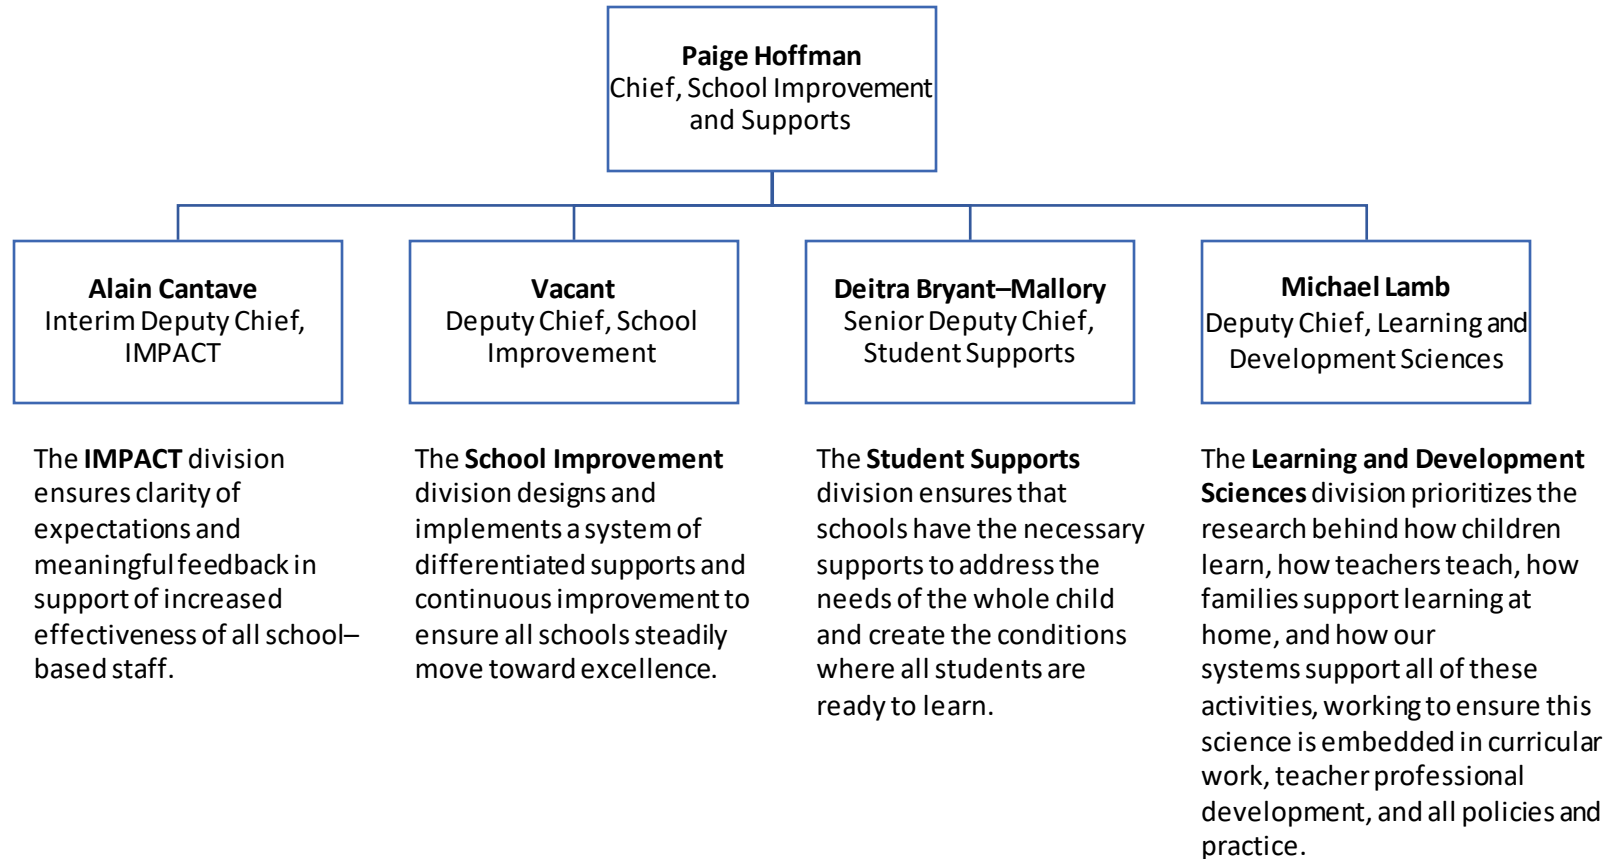 Paige Hoffman
Chief, School Improvement
and Supports
Alain Cantave
Interim Deputy Chief,
IMPACT
Vacant
Deputy Chief, School
Improvement
Deitra Bryant–Mallory
Senior Deputy Chief,
Student Supports
Michael Lamb
Deputy Chief, Learning and
Development Sciences
The IMPACT division
ensures clarity of
expectations and
meaningful feedback in
support of increased
effectiveness of all school–
based staff.
The School Improvement
division designs and
implements a system of
differentiated supports and
continuous improvement to
ensure all schools steadily
move toward excellence.
The Student Supports
division ensures that
schools have the necessary
supports to address the
needs of the whole child
and create the conditions
where all students are
ready to learn.
The Learning and Development
Sciences division prioritizes the
research behind how children
learn, how teachers teach, how
families support learning at
home, and how our
systems support all of these
activities, working to ensure this
science is embedded in curricular
work, teacher professional
development, and all policies and
practice.